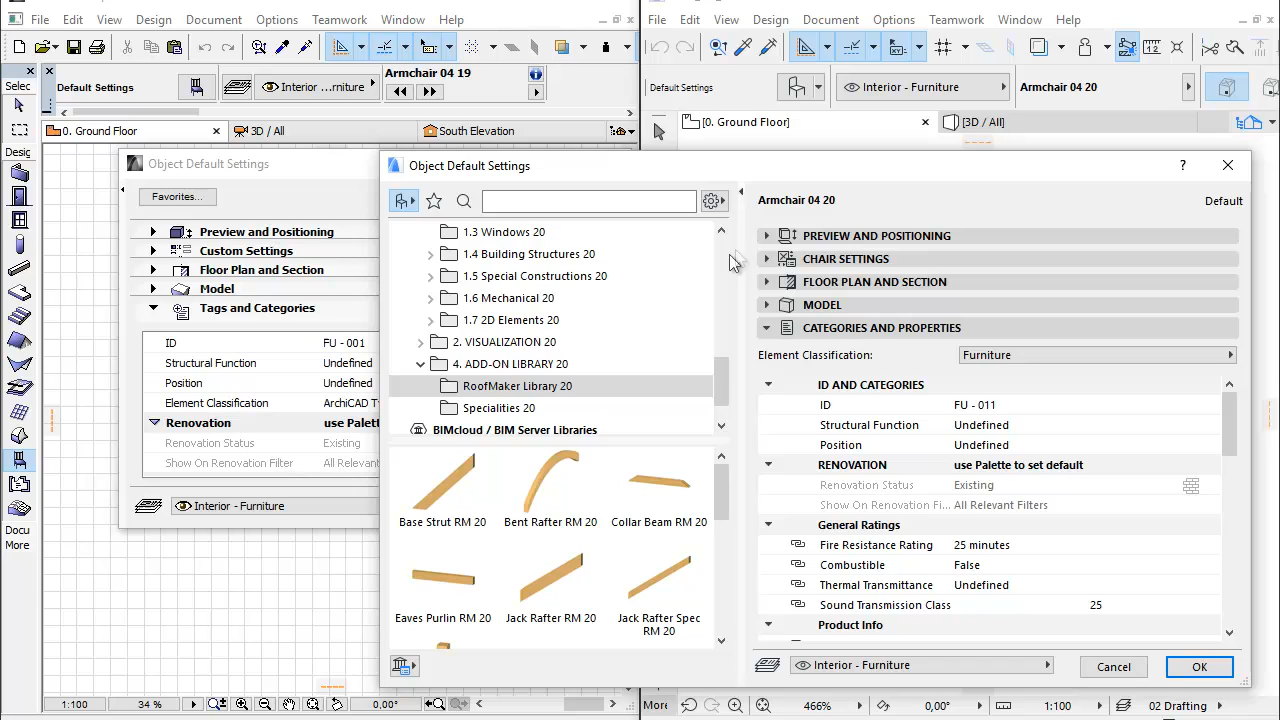 File Edit View Design Document Options Teamwork Window Help
Default Settings
Interior ...rniture
Armchair 04 19
Selec
0. Ground Floor
3D / All
South Elevation
Desig
Object Default Settings
Favorites...
Preview and Positioning
Custom Settings
Floor Plan and Section
Model
Tags and Categories
ID FU - 001
Structural Function Undefined
Position Undefined
Element Classification
Renovation use Palette
Renovation Status Existing
Show On Renovation Filter All Relevant
Interior - Furniture
Docu
More
1:100
34 %
0,00°
File Edit View Design Document Options Teamwork Window Help
Default Settings
Interior - Furniture
Armchair 04 20
[0. Ground Floor]
[3D / All]
Object Default Settings
?
1.3 Windows 20
1.4 Building Structures 20
1.5 Special Constructions 20
1.6 Mechanical 20
1.7 2D Elements 20
2. VISUALIZATION 20
4. ADD-ON LIBRARY 20
RoofMaker Library 20
Specialities 20
BIMcloud / BIM Server Libraries
Base Strut RM 20
Bent Rafter RM 20
Collar Beam RM 20
Eaves Purlin RM 20
Jack Rafter RM 20
Jack Rafter Spec
RM 20
Armchair 04 20
Default
PREVIEW AND POSITIONING
CHAIR SETTINGS
FLOOR PLAN AND SECTION
MODEL
CATEGORIES AND PROPERTIES
Element Classification: Furniture
ID AND CATEGORIES
ID FU - 011
Structural Function Undefined
Position Undefined
RENOVATION use Palette to set default
Renovation Status Existing
Show On Renovation Fi... All Relevant Filters
General Ratings
Fire Resistance Rating 25 minutes
Combustible False
Thermal Transmittance Undefined
Sound Transmission Class 25
Product Info
Interior - Furniture
Cancel
OK
More
466%
0,00°
1:100
02 Drafting